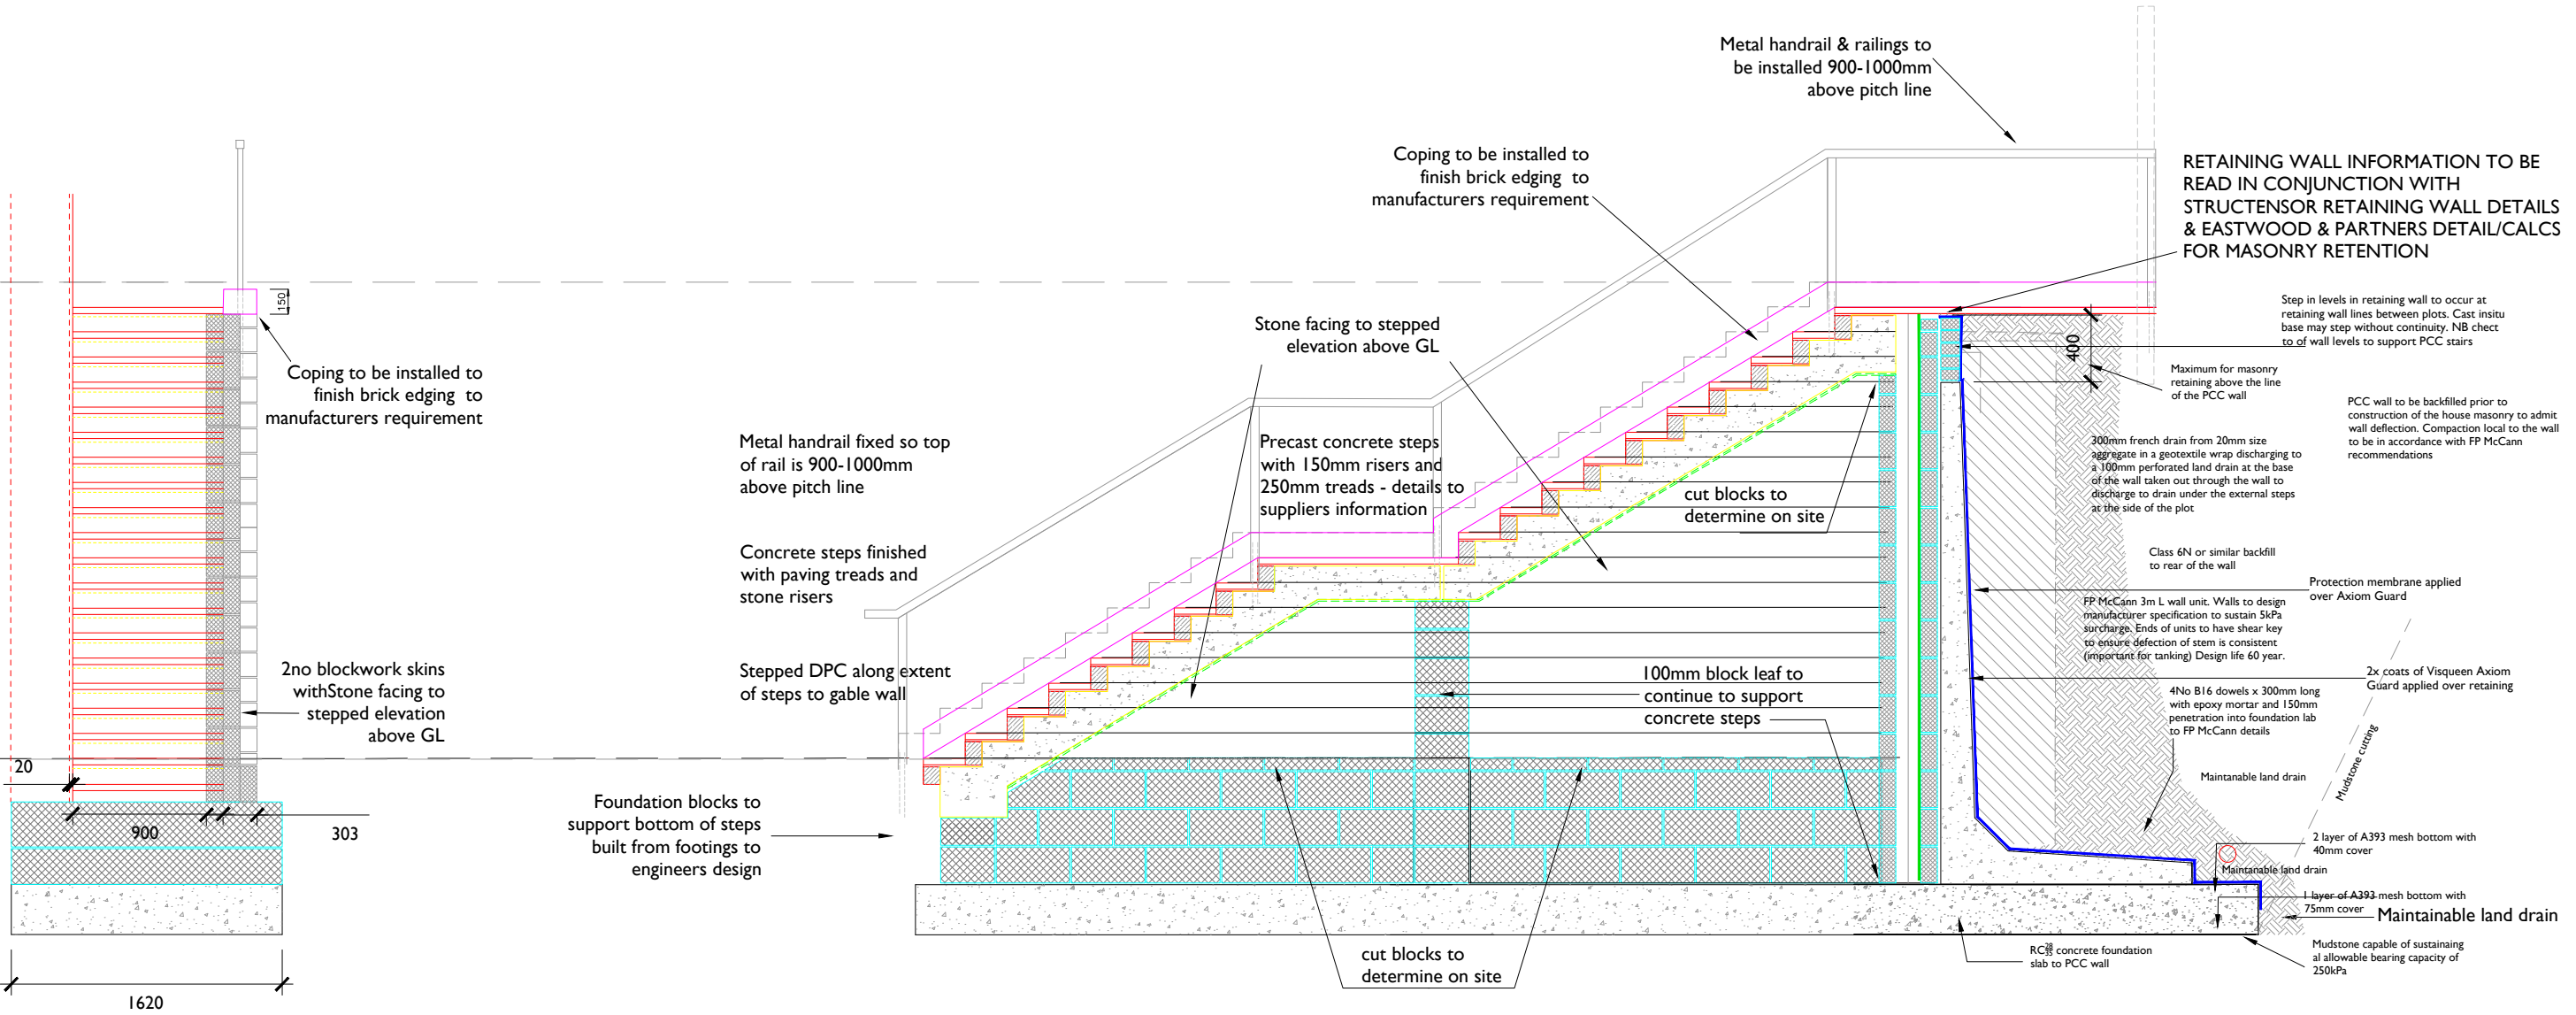 Metal handrail & railings to
be installed 900-1000mm
above pitch line
Coping to be installed to
finish brick edging to
manufacturers requirement
RETAINING WALL INFORMATION TO BE
READ IN CONJUNCTION WITH
STRUCTENSOR RETAINING WALL DETAILS
& EASTWOOD & PARTNERS DETAIL/CALCS
FOR MASONRY RETENTION
150
Coping to be installed to
finish brick edging to
manufacturers requirement
Stone facing to stepped
elevation above GL
Step in levels in retaining wall to occur at
retaining wall lines between plots. Cast insitu
base may step without continuity. NB chect
to of wall levels to support PCC stairs
400
Maximum for masonry
retaining above the line
of the PCC wall
PCC wall to be backfilled prior to
construction of the house masonry to admit
wall deflection. Compaction local to the wall
to be in accordance with FP McCann
recommendations
Metal handrail fixed so top
of rail is 900-1000mm
above pitch line
Precast concrete steps
with 150mm risers and
250mm treads - details to
suppliers information
cut blocks to
determine on site
300mm french drain from 20mm size
aggregate in a geotextile wrap discharging to
a 100mm perforated land drain at the base
of the wall taken out through the wall to
discharge to drain under the external steps
at the side of the plot
Concrete steps finished
with paving treads and
stone risers
Class 6N or similar backfill
to rear of the wall
Protection membrane applied
over Axiom Guard
FP McCann 3m L wall unit. Walls to design
manufacturer specification to sustain 5kPa
surcharge. Ends of units to have shear key
to ensure defection of stem is consistent
(important for tanking) Design life 60 year.
2no blockwork skins
withStone facing to
stepped elevation
above GL
Stepped DPC along extent
of steps to gable wall
100mm block leaf to
continue to support
concrete steps
2x coats of Visqueen Axiom
Guard applied over retaining
4No B16 dowels x 300mm long
with epoxy mortar and 150mm
penetration into foundation lab
to FP McCann details
Mudstone cutting
Maintanable land drain
20
900
303
Foundation blocks to
support bottom of steps
built from footings to
engineers design
2 layer of A393 mesh bottom with
40mm cover
Maintanable land drain
1 layer of A393 mesh bottom with
75mm cover
Maintainable land drain
cut blocks to
determine on site
RC28/35 concrete foundation
slab to PCC wall
Mudstone capable of sustainaing
al allowable bearing capacity of
250kPa
1620